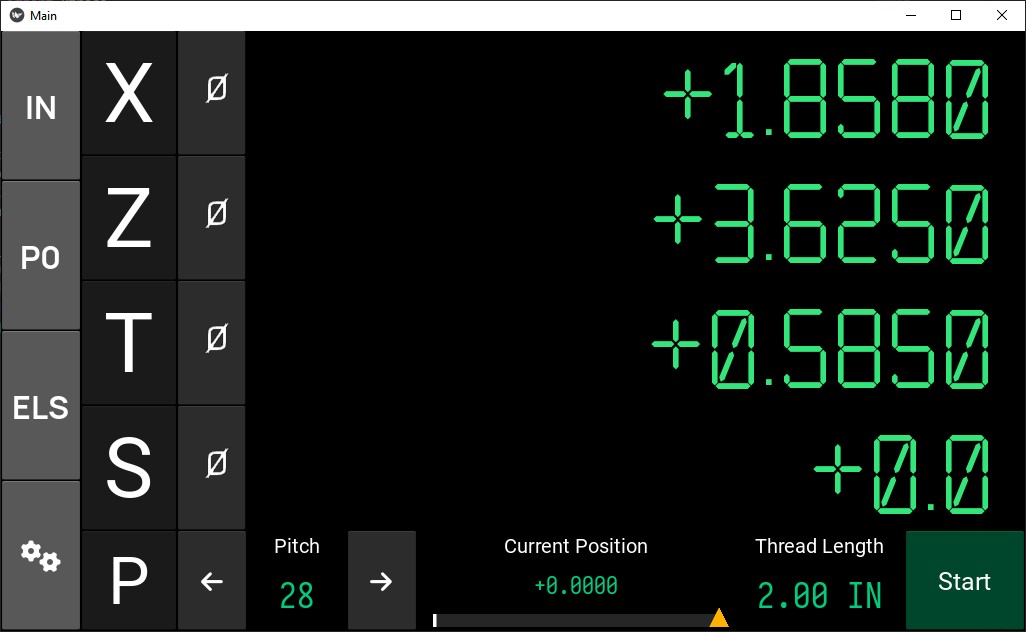 Main
IN
X
Ø
+1.8580
P0
Z
Ø
+3.6250
T
Ø
+0.5850
ELS
S
Ø
+0.0
P
←
Pitch
28
→
Current Position
+0.0000
Thread Length
2.00 IN
Start